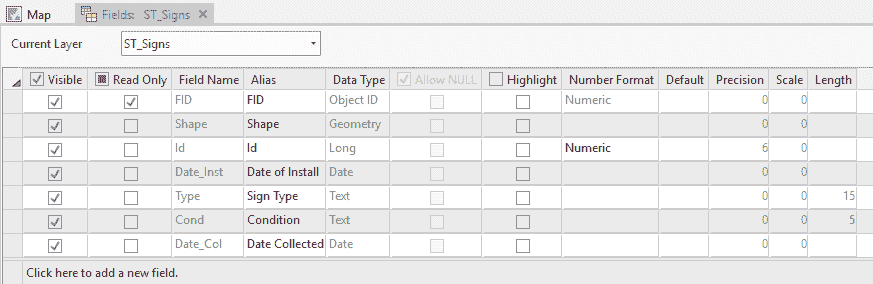 Map Fields: ST_Signs
Current Layer ST_Signs
Visible Read Only Field Name Alias Data Type Allow NULL Highlight Number Format Default Precision Scale Length
FID FID Object ID Numeric 0 0
Shape Shape Geometry 0 0
Id Id Long Numeric 6 0
Date_Inst Date of Install Date 0 0
Type Sign Type Text 0 0 15
Cond Condition Text 0 0 5
Date_Col Date Collected Date 0 0
Click here to add a new field.